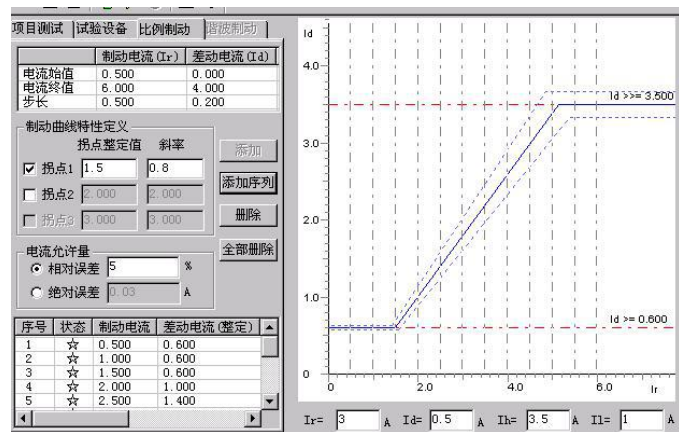 项目测试 试验设备 比例制动 谐波制动
制动电流(Ir) 差动电流(Id)
电流始值 0.500 0.000
电流终值 6.000 4.000
步长 0.500 0.200
制动曲线特性定义
拐点整定值 斜率
拐点1 1.5 0.8
拐点2 2.000 2.000
拐点3 3.000 3.000
添加
添加序列
删除
全部删除
电流允许量
相对误差 5 %
绝对误差 0.03 A
序号 状态 制动电流 差动电流(整定)
1 ☆ 0.500 0.600
2 ☆ 1.000 0.600
3 ☆ 1.500 0.600
4 ☆ 2.000 1.000
5 ☆ 2.500 1.400
Id
4.0
Id >>= 3.500
3.0
2.0
1.0
Id >= 0.600
0
0 2.0 4.0 6.0 Ir
Ir= 3 A Id= 0.5 A Ih= 3.5 A Il= 1 A